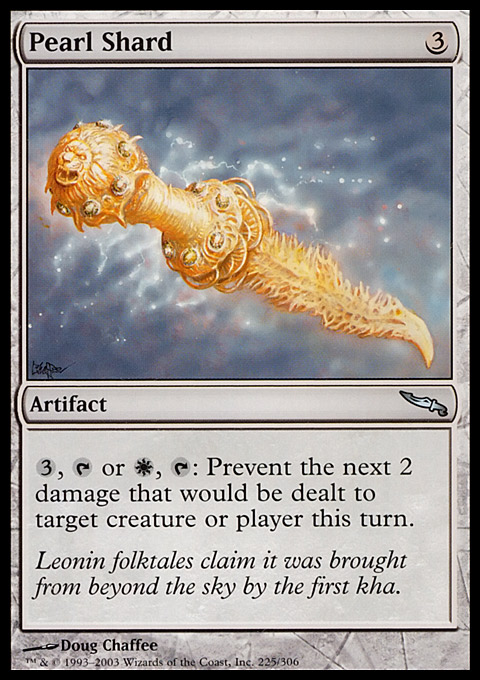 Pearl Shard 3
Artifact
3, or , : Prevent the next 2
damage that would be dealt to
target creature or player this turn.
Leonin folktales claim it was brought
from beyond the sky by the first kha.
Doug Chaffee
™ & © 1993–2003 Wizards of the Coast, Inc. 225/306